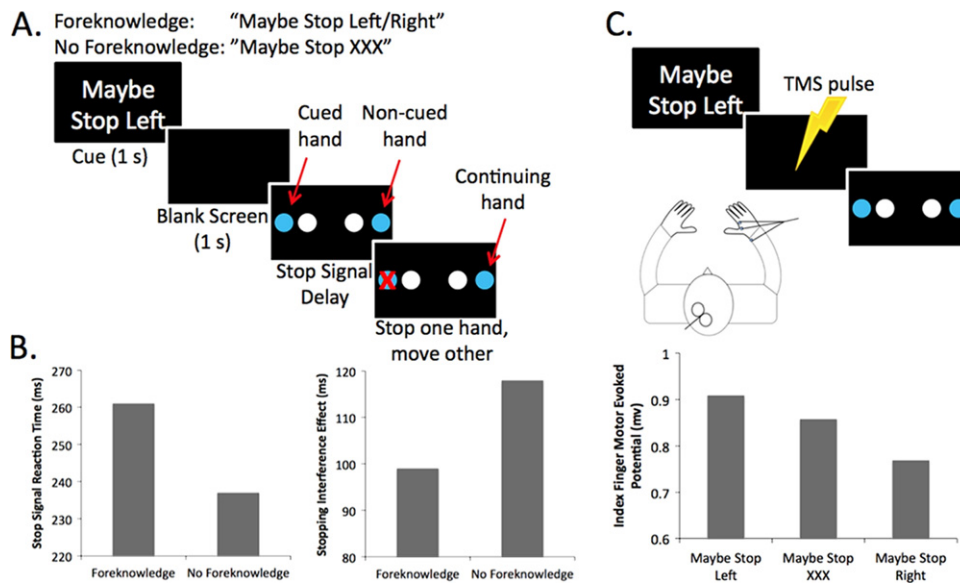 A.
Foreknowledge: "Maybe Stop Left/Right"
No Foreknowledge: "Maybe Stop XXX"
Maybe
Stop Left
Cue (1 s)
Blank Screen
(1 s)
Cued
hand
Non-cued
hand
Stop Signal
Delay
Continuing
hand
X
Stop one hand,
move other
B.
Stop Signal Reaction Time (ms)
270
260
250
240
230
220
Foreknowledge
No Foreknowledge
Stopping Interference Effect (ms)
120
110
100
90
80
Foreknowledge
No Foreknowledge
C.
Maybe
Stop Left
TMS pulse
Index Finger Motor Evoked
Potential (mv)
1
0.9
0.8
0.7
0.6
Maybe Stop
Left
Maybe Stop
XXX
Maybe Stop
Right